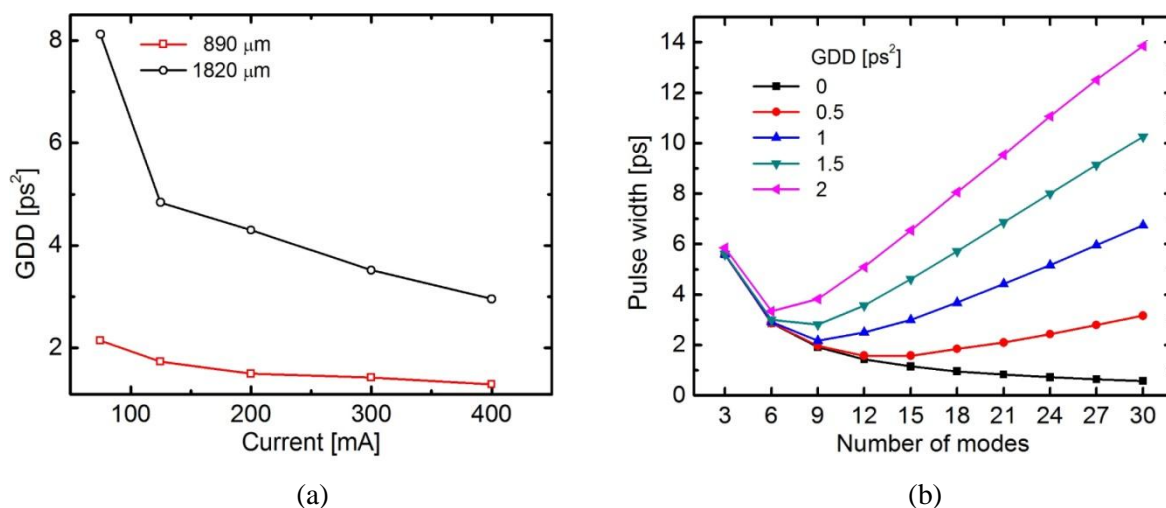 8
6
4
2
GDD [ps²]
890 μm
1820 μm
100 200 300 400
Current [mA]
(a)
14
12
10
8
6
4
2
0
Pulse width [ps]
GDD [ps²]
0
0.5
1
1.5
2
3 6 9 12 15 18 21 24 27 30
Number of modes
(b)